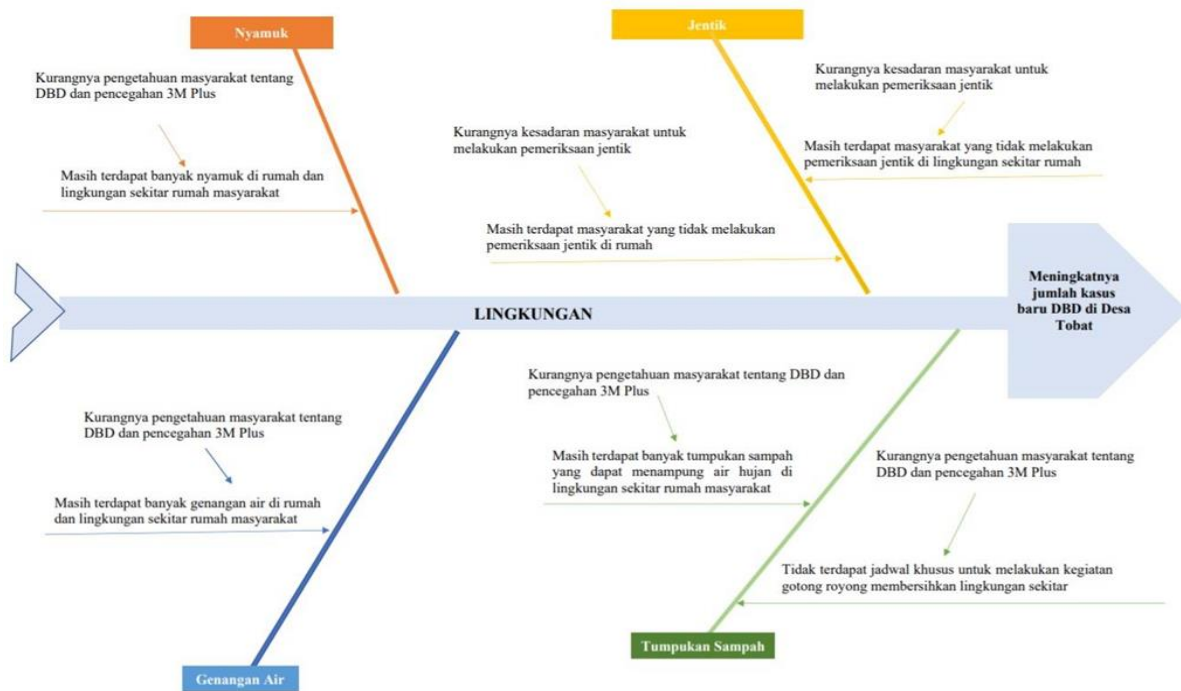 Nyamuk
Jentik
Kurangnya pengetahuan masyarakat tentang
DBD dan pencegahan 3M Plus
Masih terdapat banyak nyamuk di rumah dan
lingkungan sekitar rumah masyarakat
Kurangnya kesadaran masyarakat untuk
melakukan pemeriksaan jentik
Masih terdapat masyarakat yang tidak melakukan
pemeriksaan jentik di rumah
Kurangnya kesadaran masyarakat untuk
melakukan pemeriksaan jentik
Masih terdapat masyarakat yang tidak melakukan
pemeriksaan jentik di lingkungan sekitar rumah
LINGKUNGAN
Meningkatnya
jumlah kasus
baru DBD di Desa
Tobat
Kurangnya pengetahuan masyarakat tentang
DBD dan pencegahan 3M Plus
Masih terdapat banyak genangan air di rumah
dan lingkungan sekitar rumah masyarakat
Kurangnya pengetahuan masyarakat tentang DBD dan
pencegahan 3M Plus
Masih terdapat banyak tumpukan sampah
yang dapat menampung air hujan di
lingkungan sekitar rumah masyarakat
Kurangnya pengetahuan masyarakat tentang
DBD dan pencegahan 3M Plus
Tidak terdapat jadwal khusus untuk melakukan kegiatan
gotong royong membersihkan lingkungan sekitar
Genangan Air
Tumpukan Sampah